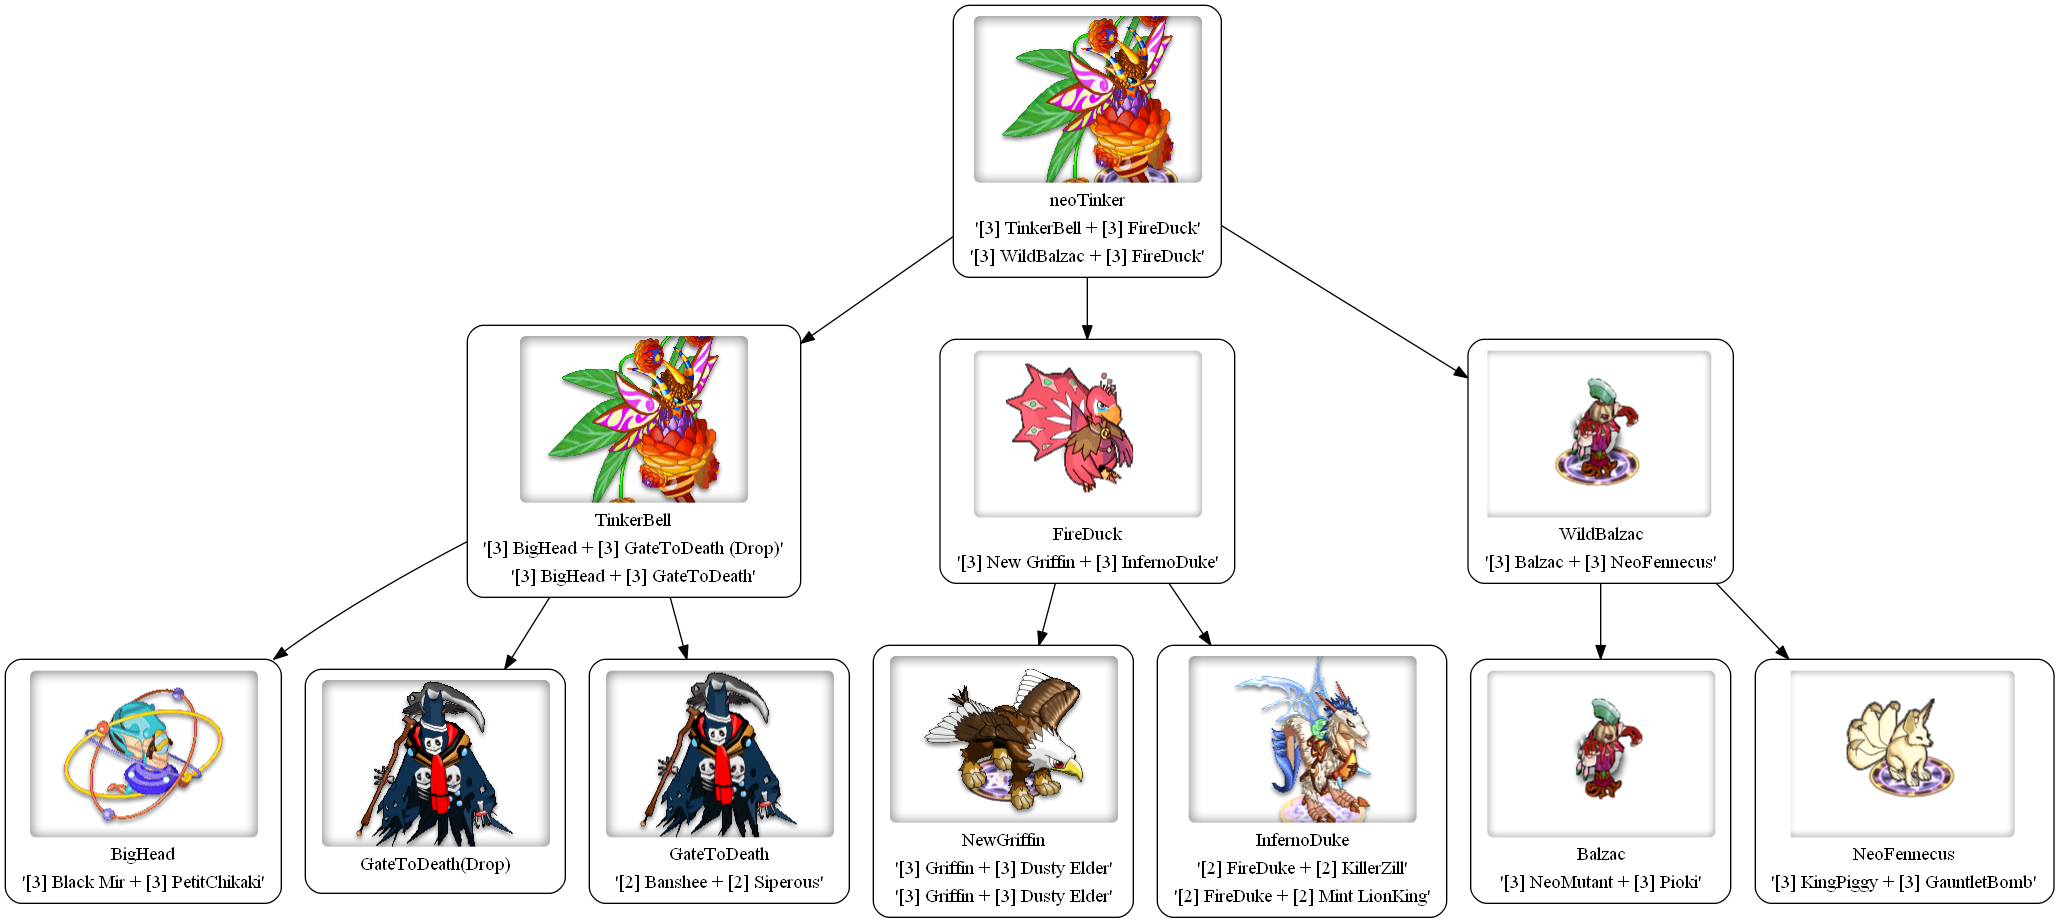 neoTinker
'[3] TinkerBell + [3] FireDuck'
'[3] WildBalzac + [3] FireDuck'
TinkerBell
'[3] BigHead + [3] GateToDeath (Drop)'
'[3] BigHead + [3] GateToDeath'
FireDuck
'[3] New Griffin + [3] InfernoDuke'
WildBalzac
'[3] Balzac + [3] NeoFennecus'
BigHead
'[3] Black Mir + [3] PetitChikaki'
GateToDeath(Drop)
GateToDeath
'[2] Banshee + [2] Siperous'
NewGriffin
'[3] Griffin + [3] Dusty Elder'
'[3] Griffin + [3] Dusty Elder'
InfernoDuke
'[2] FireDuke + [2] KillerZill'
'[2] FireDuke + [2] Mint LionKing'
Balzac
'[3] NeoMutant + [3] Pioki'
NeoFennecus
'[3] KingPiggy + [3] GauntletBomb'